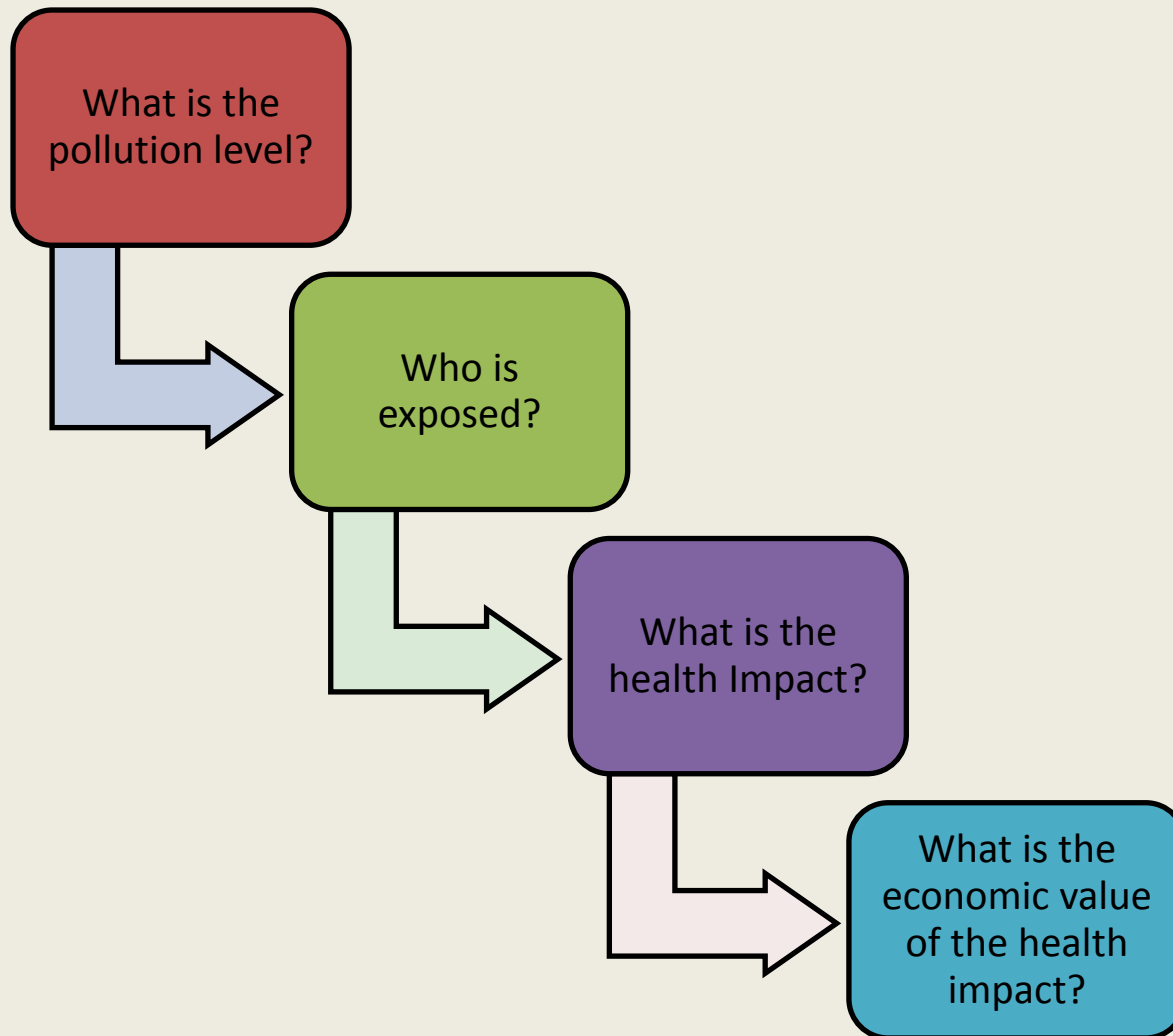 What is the
pollution level?
Who is
exposed?
What is the
health Impact?
What is the
economic value
of the health
impact?